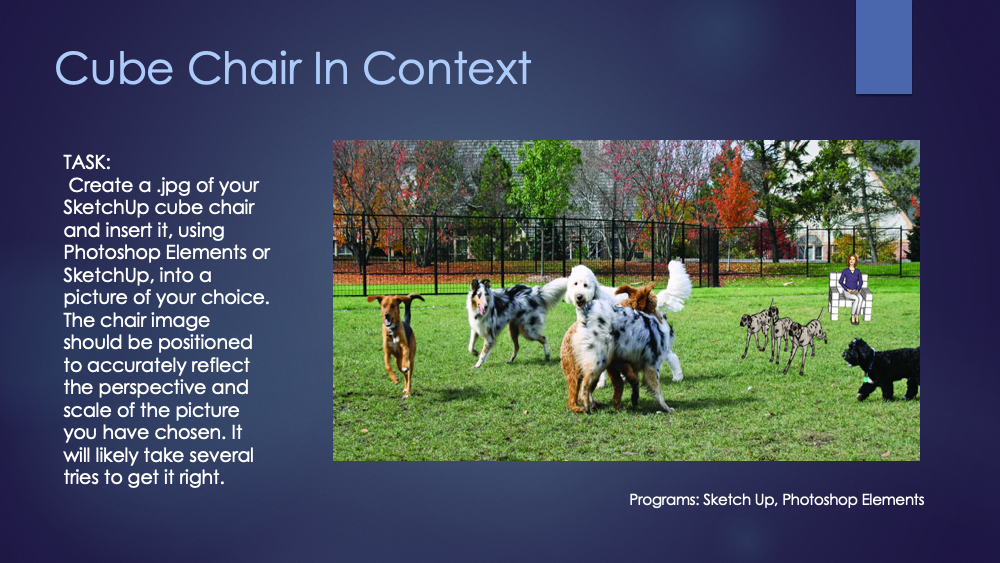 Cube Chair In Context
TASK:
Create a .jpg of your
SketchUp cube chair
and insert it, using
Photoshop Elements or
SketchUp, into a
picture of your choice.
The chair image
should be positioned
to accurately reflect
the perspective and
scale of the picture
you have chosen. It
will likely take several
tries to get it right.
Programs: Sketch Up, Photoshop Elements